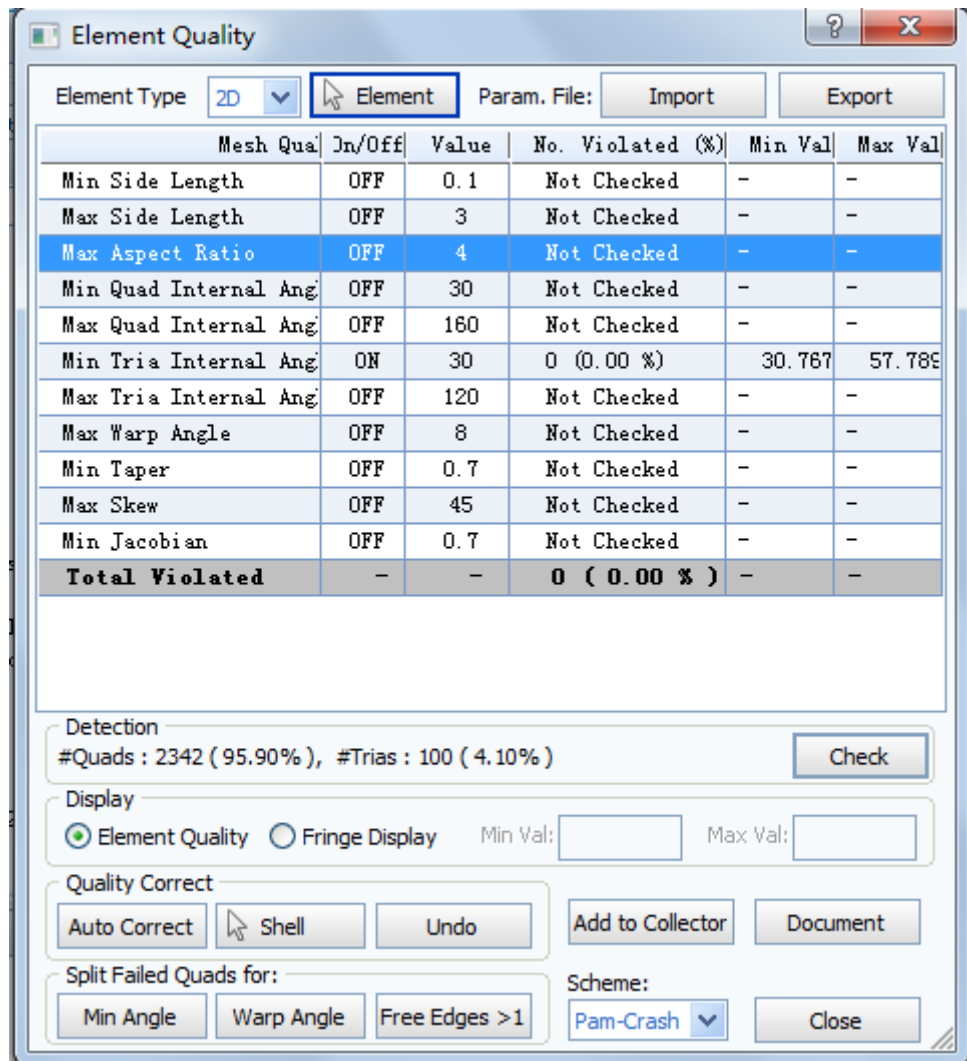 Element Quality
Element Type 2D Element Param. File: Import Export
Mesh Qua On/Off Value No. Violated (%) Min Val Max Val
Min Side Length OFF 0.1 Not Checked - -
Max Side Length OFF 3 Not Checked - -
Max Aspect Ratio OFF 4 Not Checked - -
Min Quad Internal Ang OFF 30 Not Checked - -
Max Quad Internal Ang OFF 160 Not Checked - -
Min Tria Internal Ang ON 30 0 (0.00 %) 30.767 57.789
Max Tria Internal Ang OFF 120 Not Checked - -
Max Warp Angle OFF 8 Not Checked - -
Min Taper OFF 0.7 Not Checked - -
Max Skew OFF 45 Not Checked - -
Min Jacobian OFF 0.7 Not Checked - -
Total Violated - - 0 ( 0.00 % ) - -
Detection
#Quads : 2342 ( 95.90% ), #Trias : 100 ( 4.10% ) Check
Display
Element Quality Fringe Display Min Val: Max Val:
Quality Correct
Auto Correct Shell Undo Add to Collector Document
Split Failed Quads for:
Scheme:
Min Angle Warp Angle Free Edges >1 Pam-Crash Close